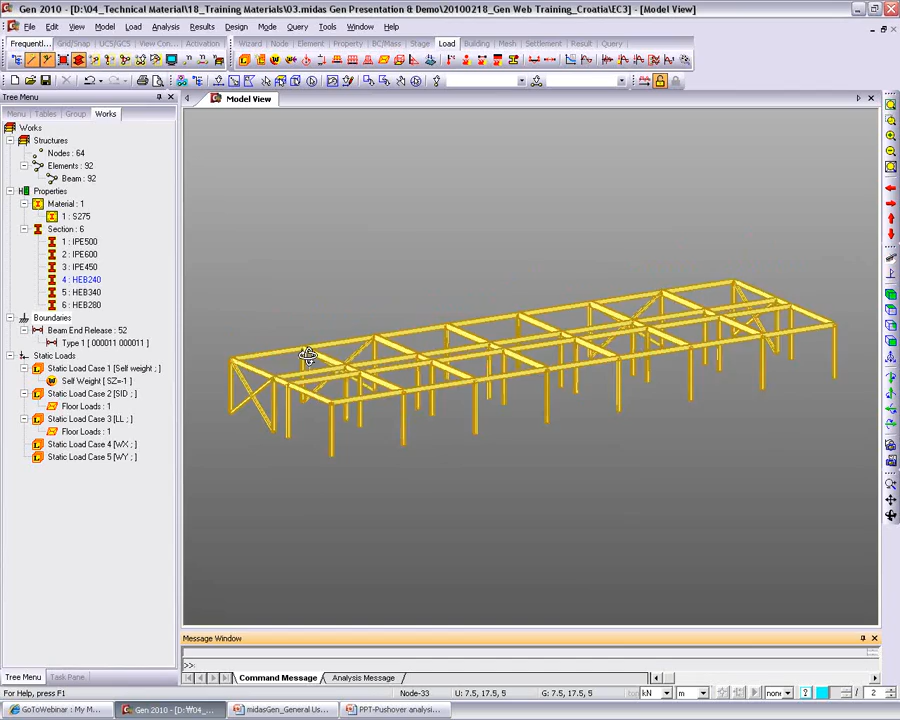 Gen 2010 - [D:\04_Technical Material\18_Training Materials\03.midas Gen Presentation & Demo\20100218_Gen Web Training_Croatia\EC3] - [Model View]
File Edit View Model Load Analysis Results Design Mode Query Tools Window Help
Frequentl... Grid/Snap UCS/GCS View Con... Activation Wizard Node Element Property BC/Mass Stage Load Building Mesh Settlement Result Query
Tree Menu
Model View
Menu Tables Group Works
Works
Structures
Nodes : 64
Elements : 92
Beam : 92
Properties
Material : 1
1 : S275
Section : 6
1 : IPE500
2 : IPE600
3 : IPE450
4 : HEB240
5 : HEB340
6 : HEB280
Boundaries
Beam End Release : 52
Type 1 [ 000011 000011 ]
Static Loads
Static Load Case 1 [Self weight ; ]
Self Weight [ SZ=-1 ]
Static Load Case 2 [SID ; ]
Floor Loads : 1
Static Load Case 3 [LL ; ]
Floor Loads : 1
Static Load Case 4 [WX ; ]
Static Load Case 5 [WY ; ]
Message Window
>>
Tree Menu Task Pane
Command Message Analysis Message
For Help, press F1
Node-33
U: 7.5, 17.5, 5
G: 7.5, 17.5, 5
kN
m
non
? / 2
GoToWebinar : My M...
Gen 2010 - [D:\04_...
midasGen_General Us...
PPT-Pushover analysi...